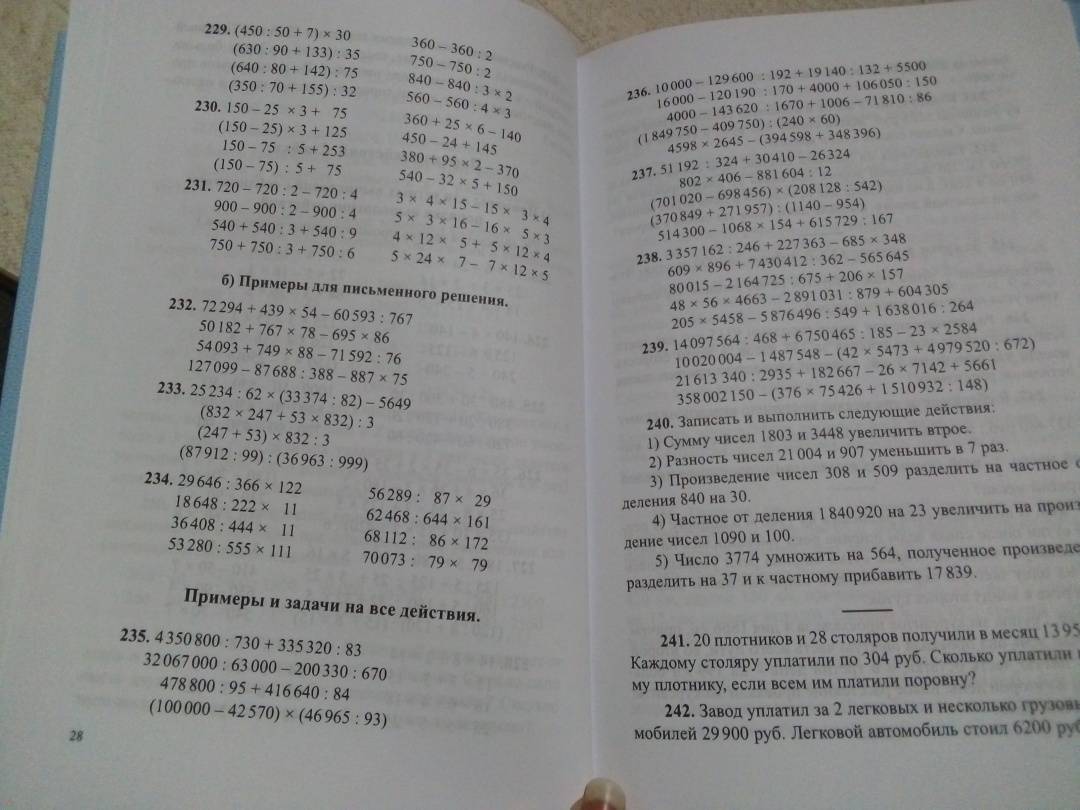 229. (450 : 50 + 7) × 30
(630 : 90 + 133) : 35
(640 : 80 + 142) : 75
(350 : 70 + 155) : 32
360 – 360 : 2
750 – 750 : 2
840 – 840 : 3 × 2
560 – 560 : 4 × 3
230. 150 – 25 × 3 + 75
(150 – 25) × 3 + 125
150 – 75 : 5 + 253
(150 – 75) : 5 + 75
360 + 25 × 6 – 140
450 – 24 + 145
380 + 95 × 2 – 370
540 – 32 × 5 + 150
231. 720 – 720 : 2 – 720 : 4
900 – 900 : 2 – 900 : 4
540 + 540 : 3 + 540 : 9
750 + 750 : 3 + 750 : 6
3 × 4 × 15 – 15 × 3 × 4
5 × 3 × 16 – 16 × 5 × 3
4 × 12 × 5 + 5 × 12 × 4
5 × 24 × 7 – 7 × 12 × 5
б) Примеры для письменного решения.
232. 72 294 + 439 × 54 – 60 593 : 767
50 182 + 767 × 78 – 695 × 86
54 093 + 749 × 88 – 71 592 : 76
127 099 – 87 688 : 388 – 887 × 75
233. 25 234 : 62 × (33 374 : 82) – 5649
(832 × 247 + 53 × 832) : 3
(247 + 53) × 832 : 3
(87 912 : 99) : (36 963 : 999)
234. 29 646 : 366 × 122
18 648 : 222 × 11
36 408 : 444 × 11
53 280 : 555 × 111
56 289 : 87 × 29
62 468 : 644 × 161
68 112 : 86 × 172
70 073 : 79 × 79
Примеры и задачи на все действия.
235. 4 350 800 : 730 + 335 320 : 83
32 067 000 : 63 000 – 200 330 : 670
478 800 : 95 + 416 640 : 84
(100 000 – 42 570) × (46 965 : 93)
28
236. 10 000 – 129 600 : 192 + 19 140 : 132 + 5500
16 000 – 120 190 : 170 + 4000 + 106 050 : 150
4000 – 143 620 : 1670 + 1006 – 71 810 : 86
(1 849 750 – 409 750) : (240 × 60)
4598 × 2645 – (394 598 + 348 396)
237. 51 192 : 324 + 30 410 – 26 324
802 × 406 – 881 604 : 12
(701 020 – 698 456) × (208 128 : 542)
(370 849 + 271 957) : (1140 – 954)
514 300 – 1068 × 154 + 615 729 : 167
238. 3 357 162 : 246 + 227 363 – 685 × 348
609 × 896 + 7 430 412 : 362 – 565 645
80 015 – 2 164 725 : 675 + 206 × 157
48 × 56 × 4663 – 2 891 031 : 879 + 604 305
205 × 5458 – 5 876 496 : 549 + 1 638 016 : 264
239. 14 097 564 : 468 + 6 750 465 : 185 – 23 × 2584
10 020 004 – 1 487 548 – (42 × 5473 + 4 979 520 : 672)
21 613 340 : 2935 + 182 667 – 26 × 7142 + 5661
358 002 150 – (376 × 75 426 + 1 510 932 : 148)
240. Записать и выполнить следующие действия:
1) Сумму чисел 1803 и 3448 увеличить втрое.
2) Разность чисел 21 004 и 907 уменьшить в 7 раз.
3) Произведение чисел 308 и 509 разделить на частное
деления 840 на 30.
4) Частное от деления 1 840 920 на 23 увеличить на произ
дение чисел 1090 и 100.
5) Число 3774 умножить на 564, полученное произведе
разделить на 37 и к частному прибавить 17 839.
241. 20 плотников и 28 столяров получили в месяц 13 95
Каждому столяру уплатили по 304 руб. Сколько уплатили
му плотнику, если всем им платили поровну?
242. Завод уплатил за 2 легковых и несколько грузовы
мобилей 29 900 руб. Легковой автомобиль стоил 6200 руб